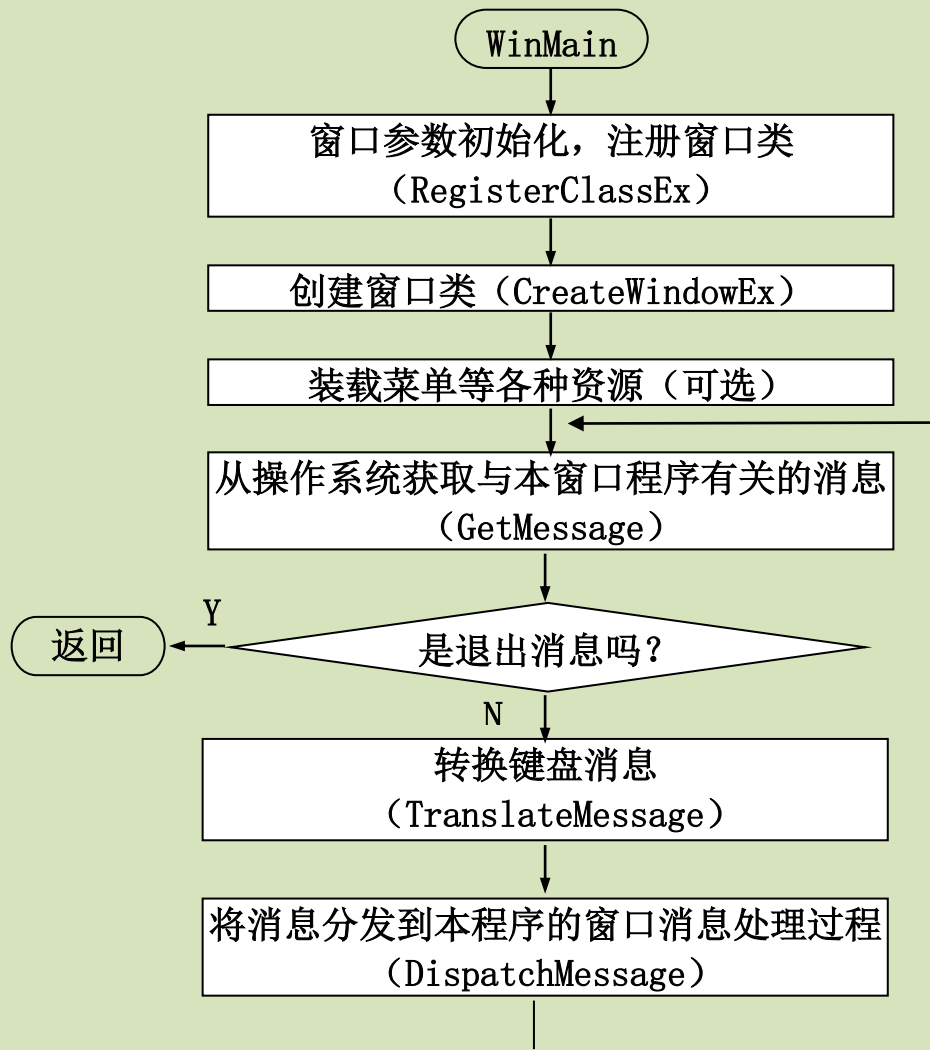 WinMain
窗口参数初始化，注册窗口类
（RegisterClassEx）
创建窗口类（CreateWindowEx）
装载菜单等各种资源（可选）
从操作系统获取与本窗口程序有关的消息
（GetMessage）
Y
返回
是退出消息吗？
N
转换键盘消息
（TranslateMessage）
将消息分发到本程序的窗口消息处理过程
（DispatchMessage）